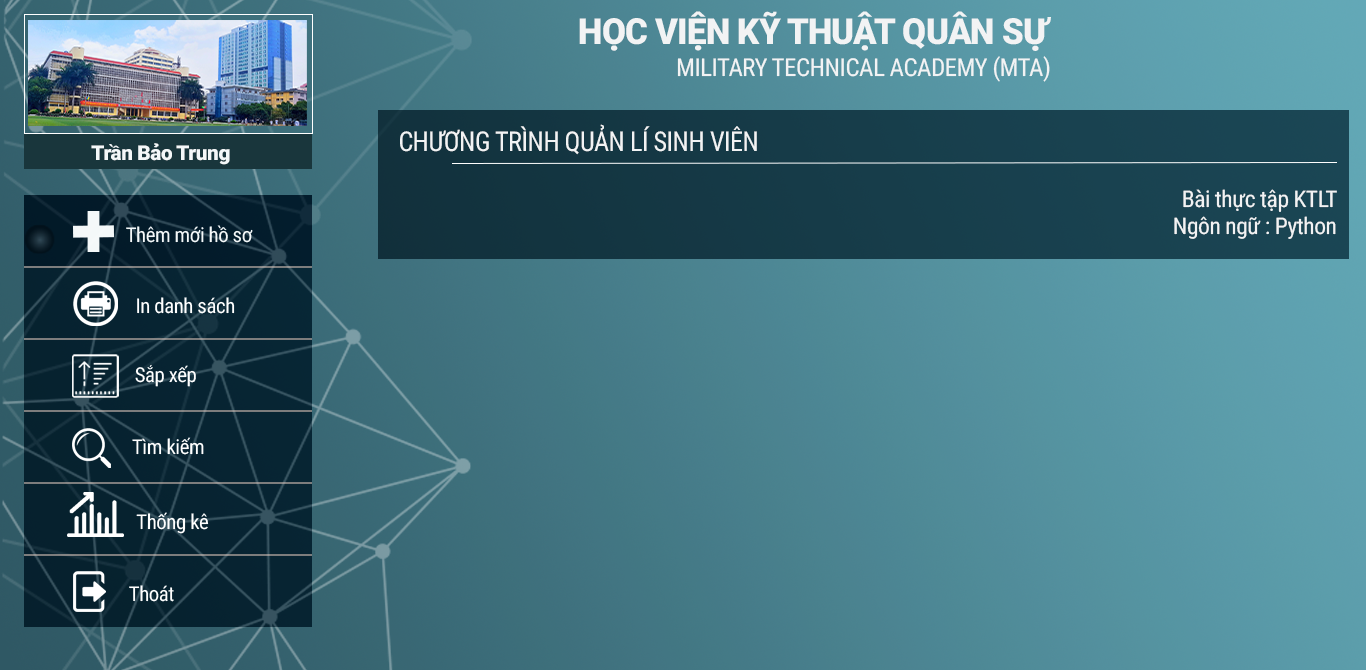 HỌC VIỆN KỸ THUẬT QUÂN SỰ
MILITARY TECHNICAL ACADEMY (MTA)
Trần Bảo Trung
CHƯƠNG TRÌNH QUẢN LÍ SINH VIÊN
Bài thực tập KTLT
Ngôn ngữ : Python
Thêm mới hồ sơ
In danh sách
Sắp xếp
Tìm kiếm
Thống kê
Thoát